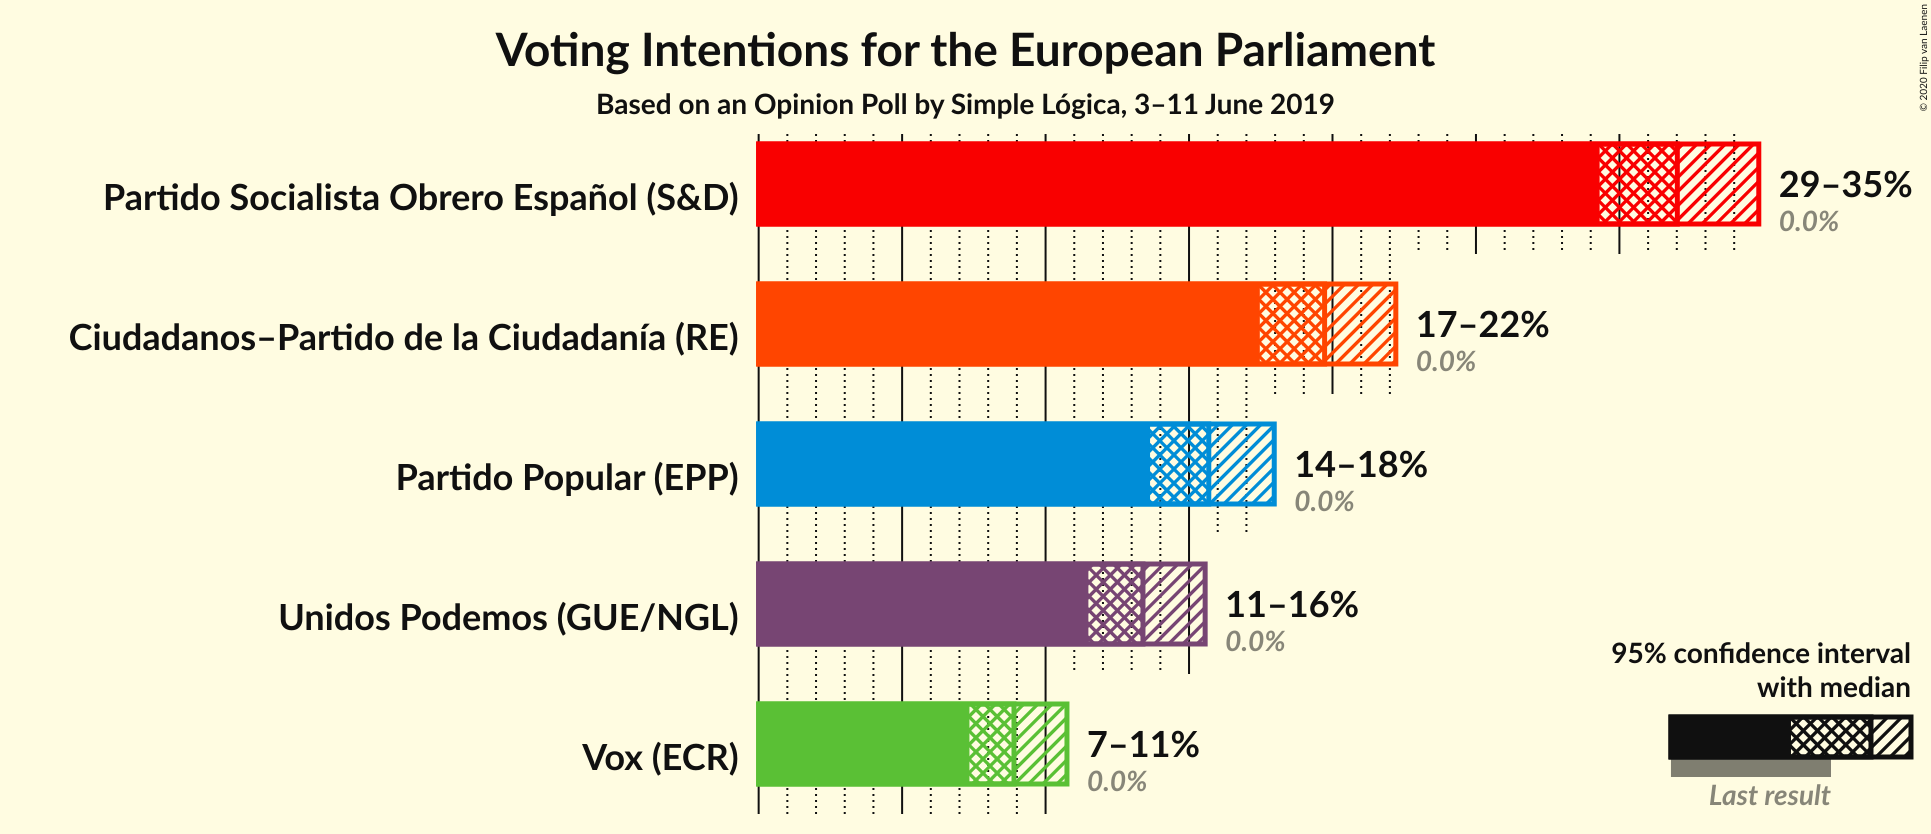 Voting Intentions for the European Parliament
Based on an Opinion Poll by Simple Lógica, 3–11 June 2019
© 2020 Filip van Laenen
Partido Socialista Obrero Español (S&D)
29–35%
0.0%
Ciudadanos–Partido de la Ciudadanía (RE)
17–22%
0.0%
Partido Popular (EPP)
14–18%
0.0%
Unidos Podemos (GUE/NGL)
11–16%
0.0%
Vox (ECR)
7–11%
0.0%
95% confidence interval
with median
Last result